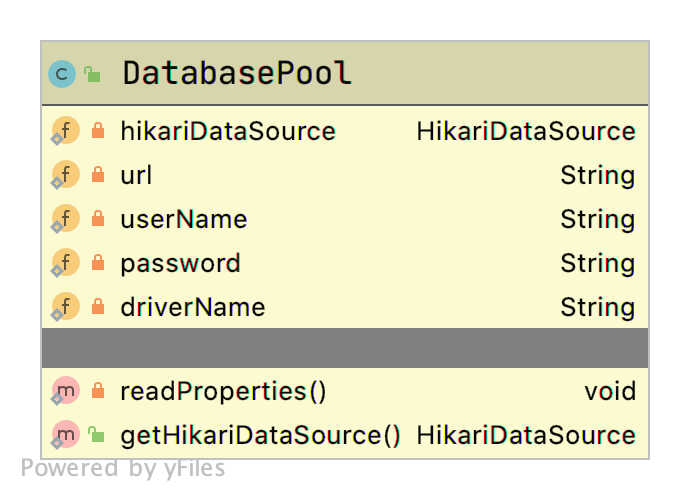 C DatabasePool
f hikariDataSource HikariDataSource
f url String
f userName String
f password String
f driverName String
m readProperties() void
m getHikariDataSource() HikariDataSource
Powered by yFiles